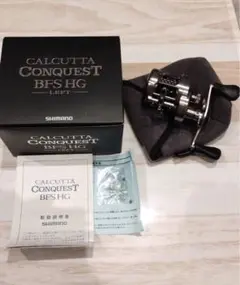 CALCUTTA
CONQUEST
BFS HG
LEFT
SHIMANO
CALCUTTA
CONQUEST
BFS HG
取扱説明書
SHIMANO